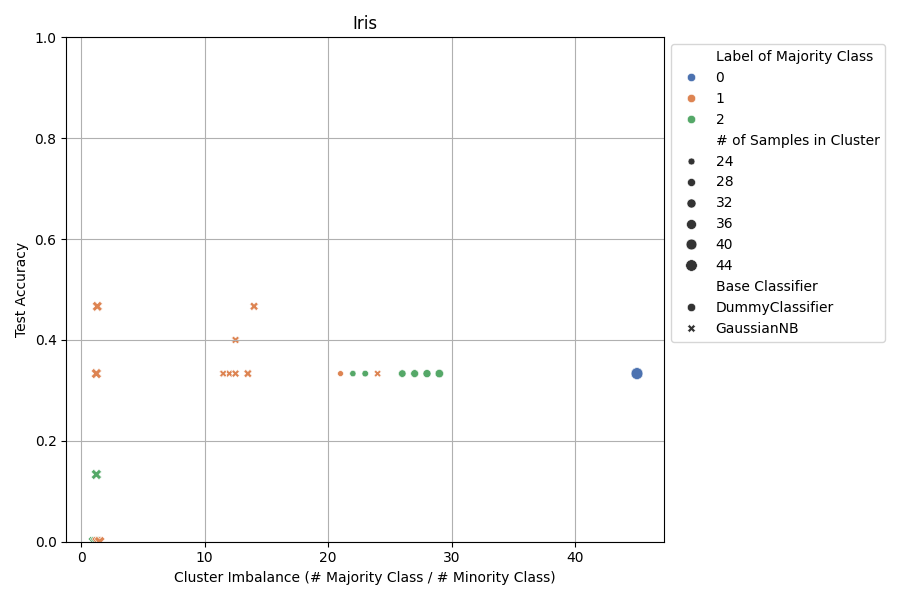 Iris
1.0
0.8
0.6
0.4
0.2
0.0
Test Accuracy
0 10 20 30 40
Cluster Imbalance (# Majority Class / # Minority Class)
Label of Majority Class
0
1
2
# of Samples in Cluster
24
28
32
36
40
44
Base Classifier
DummyClassifier
GaussianNB